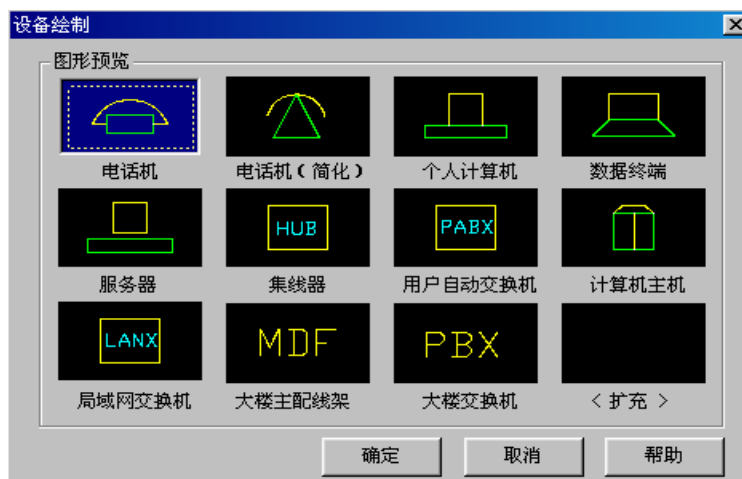 设备绘制
图形预览
电话机 电话机(简化) 个人计算机 数据终端
HUB PABX
服务器 集线器 用户自动交换机 计算机主机
LANX MDF PBX
局域网交换机 大楼主配线架 大楼交换机 < 扩充 >
确定 取消 帮助